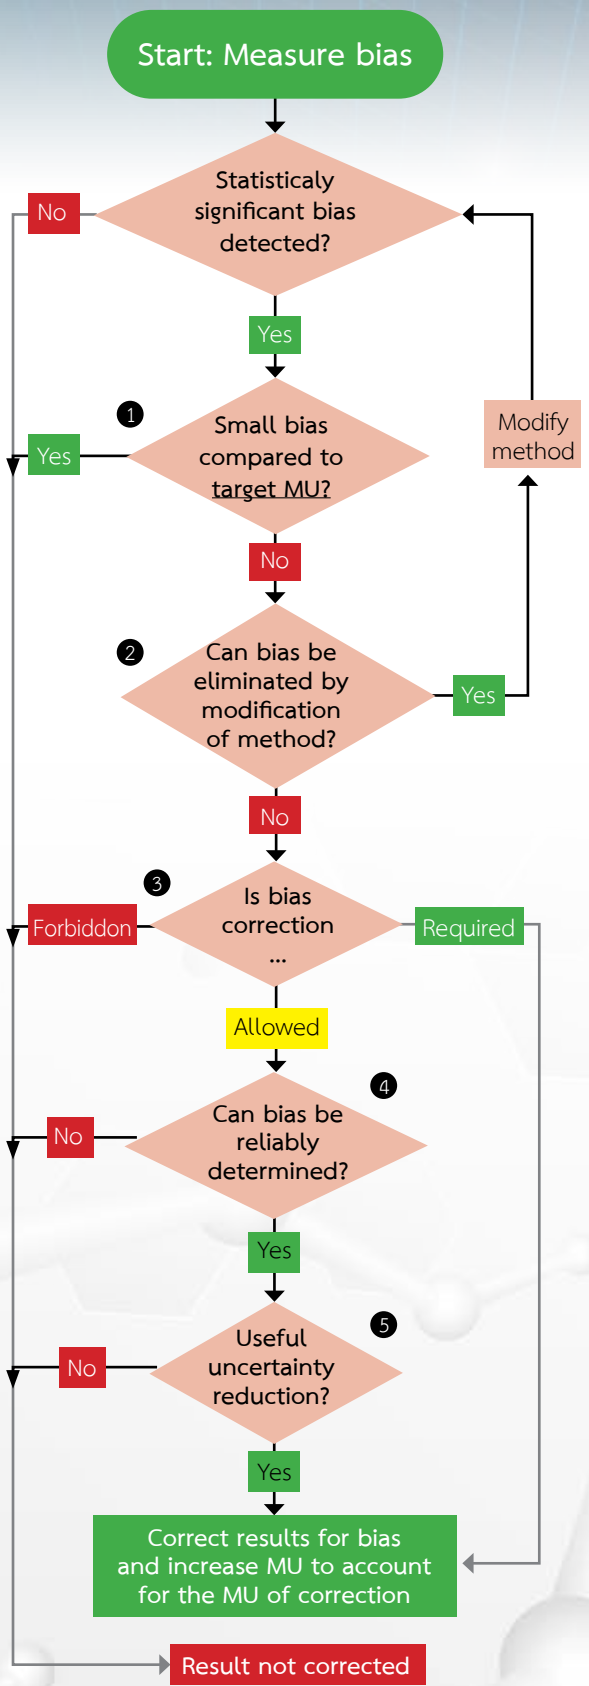 Start: Measure bias
Statisticaly
significant bias
detected?
No
Yes
1
Small bias
compared to
target MU?
Yes
Modify
method
No
2
Can bias be
eliminated by
modification
of method?
Yes
No
3
Is bias
correction
...
Forbiddon
Required
Allowed
4
Can bias be
reliably
determined?
No
Yes
5
Useful
uncertainty
reduction?
No
Yes
Correct results for bias
and increase MU to account
for the MU of correction
Result not corrected